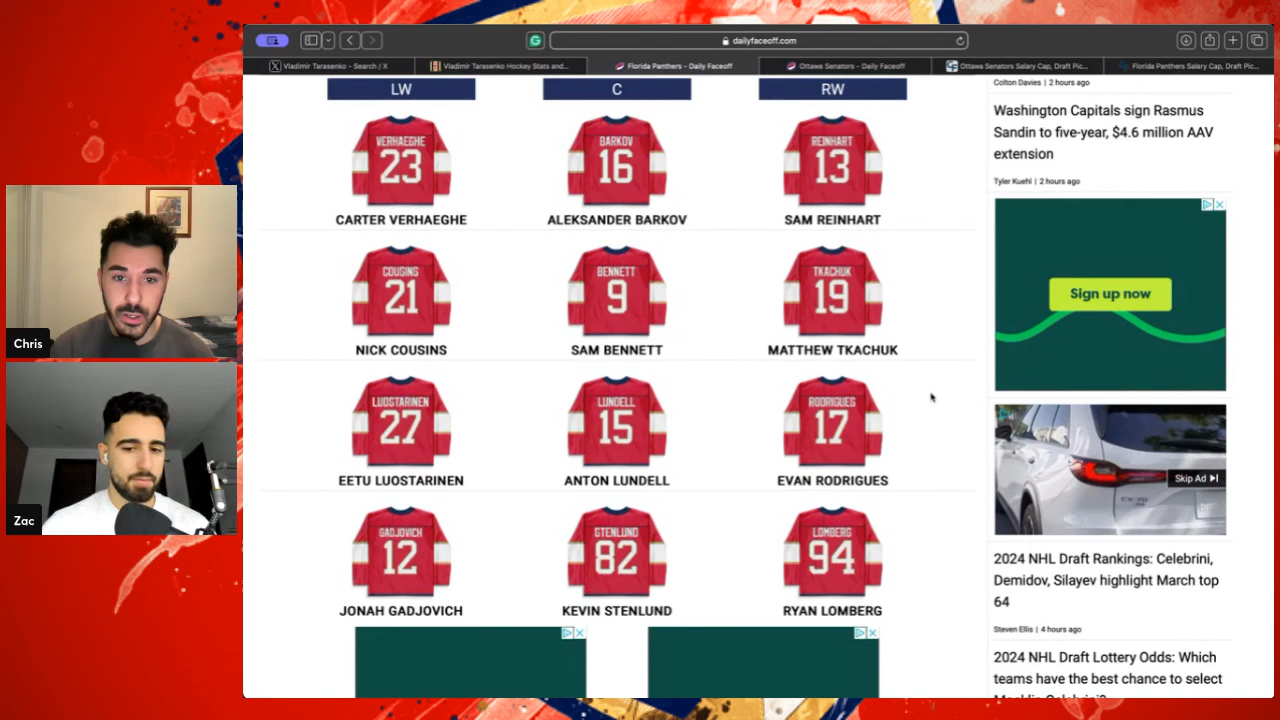 dailyfaceoff.com
Vladimir Tarasenko - Search / X
Vladimir Tarasenko Hockey Stats and...
Florida Panthers - Daily Faceoff
Ottawa Senators - Daily Faceoff
Ottawa Senators Salary Cap, Draft Pic...
Florida Panthers Salary Cap, Draft Pic...
LW
C
RW
VERHAEGHE
23
BARKOV
16
REINHART
13
CARTER VERHAEGHE
ALEKSANDER BARKOV
SAM REINHART
COUSINS
21
BENNETT
9
TKACHUK
19
NICK COUSINS
SAM BENNETT
MATTHEW TKACHUK
LUOSTARINEN
27
LUNDELL
15
RODRIGUES
17
EETU LUOSTARINEN
ANTON LUNDELL
EVAN RODRIGUES
GADJOVICH
12
STENLUND
82
LOMBERG
94
JONAH GADJOVICH
KEVIN STENLUND
RYAN LOMBERG
Colton Davies | 2 hours ago
Washington Capitals sign Rasmus
Sandin to five-year, $4.6 million AAV
extension
Tyler Kuehl | 2 hours ago
Sign up now
Skip Ad
2024 NHL Draft Rankings: Celebrini,
Demidov, Silayev highlight March top
64
Steven Ellis | 4 hours ago
2024 NHL Draft Lottery Odds: Which
teams have the best chance to select
Macklin Celebrini?
Chris
Zac